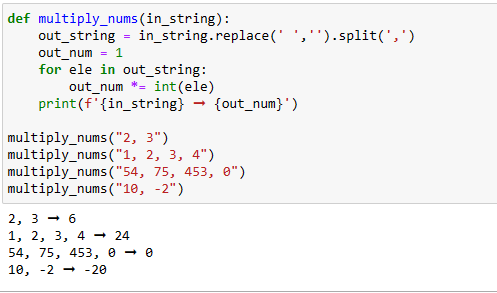 def multiply_nums(in_string):
    out_string = in_string.replace(' ','').split(',')
    out_num = 1
    for ele in out_string:
        out_num *= int(ele)
    print(f'{in_string} ➞ {out_num}')

multiply_nums("2, 3")
multiply_nums("1, 2, 3, 4")
multiply_nums("54, 75, 453, 0")
multiply_nums("10, -2")
2, 3 ➞ 6
1, 2, 3, 4 ➞ 24
54, 75, 453, 0 ➞ 0
10, -2 ➞ -20